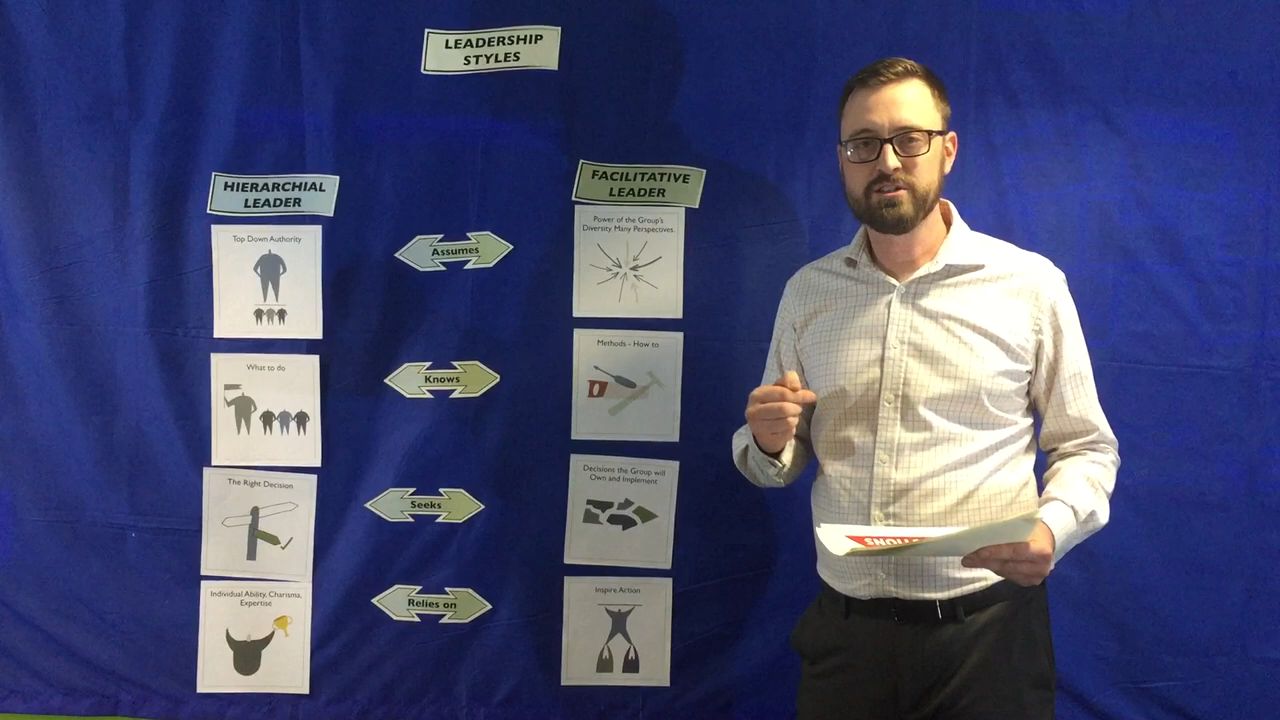 LEADERSHIP
STYLES
HIERARCHIAL
LEADER
FACILITATIVE
LEADER
Top Down Authority
Assumes
Power of the Group's
Diversity Many Perspectives.
What to do
Knows
Methods - How to
The Right Decision
Seeks
Decisions the Group will
Own and Implement
Individual Ability, Charisma,
Expertise
Relies on
Inspire Action